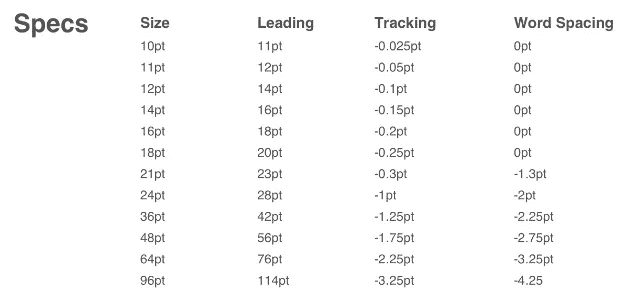 Specs Size Leading Tracking Word Spacing
10pt 11pt -0.025pt 0pt
11pt 12pt -0.05pt 0pt
12pt 14pt -0.1pt 0pt
14pt 16pt -0.15pt 0pt
16pt 18pt -0.2pt 0pt
18pt 20pt -0.25pt 0pt
21pt 23pt -0.3pt -1.3pt
24pt 28pt -1pt -2pt
36pt 42pt -1.25pt -2.25pt
48pt 56pt -1.75pt -2.75pt
64pt 76pt -2.25pt -3.25pt
96pt 114pt -3.25pt -4.25